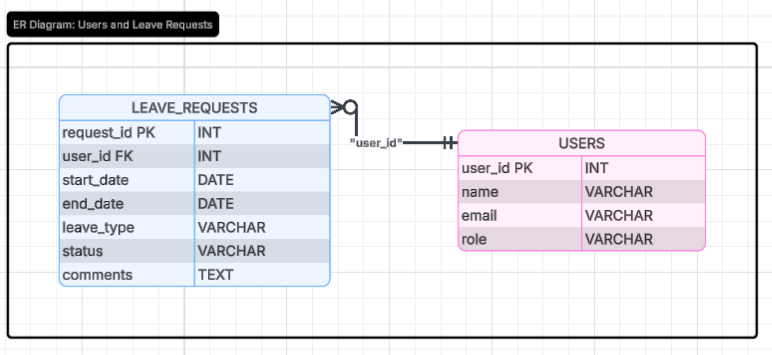 ER Diagram: Users and Leave Requests
LEAVE_REQUESTS
request_id PK INT
user_id FK INT
start_date DATE
end_date DATE
leave_type VARCHAR
status VARCHAR
comments TEXT
"user_id"
USERS
user_id PK INT
name VARCHAR
email VARCHAR
role VARCHAR